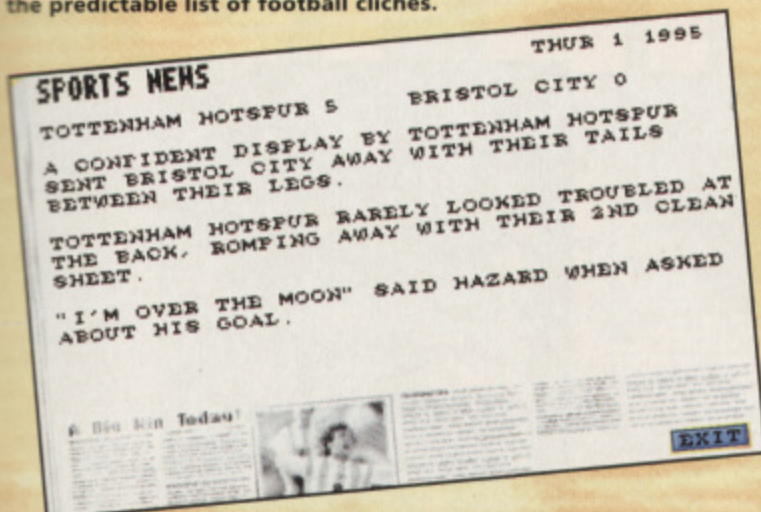 the predictable list of football cliches.
THUR 1 1995
SPORTS NEWS
TOTTENHAM HOTSPUR 5 BRISTOL CITY 0
A CONFIDENT DISPLAY BY TOTTENHAM HOTSPUR
SENT BRISTOL CITY AWAY WITH THEIR TAILS
BETWEEN THEIR LEGS.
TOTTENHAM HOTSPUR RARELY LOOKED TROUBLED AT
THE BACK, ROMPING AWAY WITH THEIR 2ND CLEAN
SHEET.
"I'M OVER THE MOON" SAID HAZARD WHEN ASKED
ABOUT HIS GOAL.
A Big Today!
EXIT